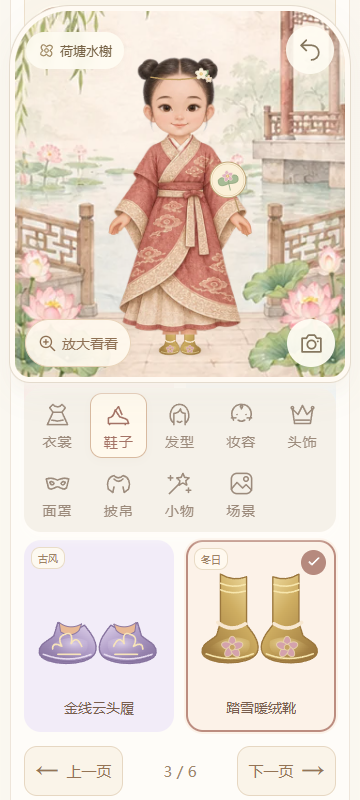 荷塘水榭
放大看看
衣裳
鞋子
发型
妆容
头饰
面罩
披帛
小物
场景
古风
金线云头履
冬日
踏雪暖绒靴
← 上一页
3 / 6
下一页 →